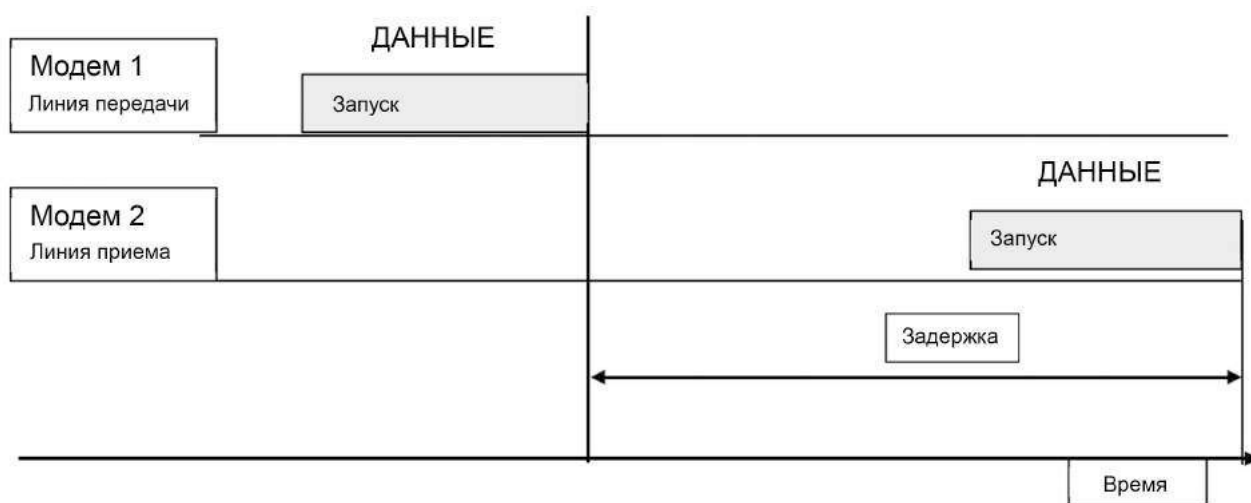 ДАННЫЕ
Модем 1
Линия передачи
Запуск
ДАННЫЕ
Модем 2
Линия приема
Запуск
Задержка
Время